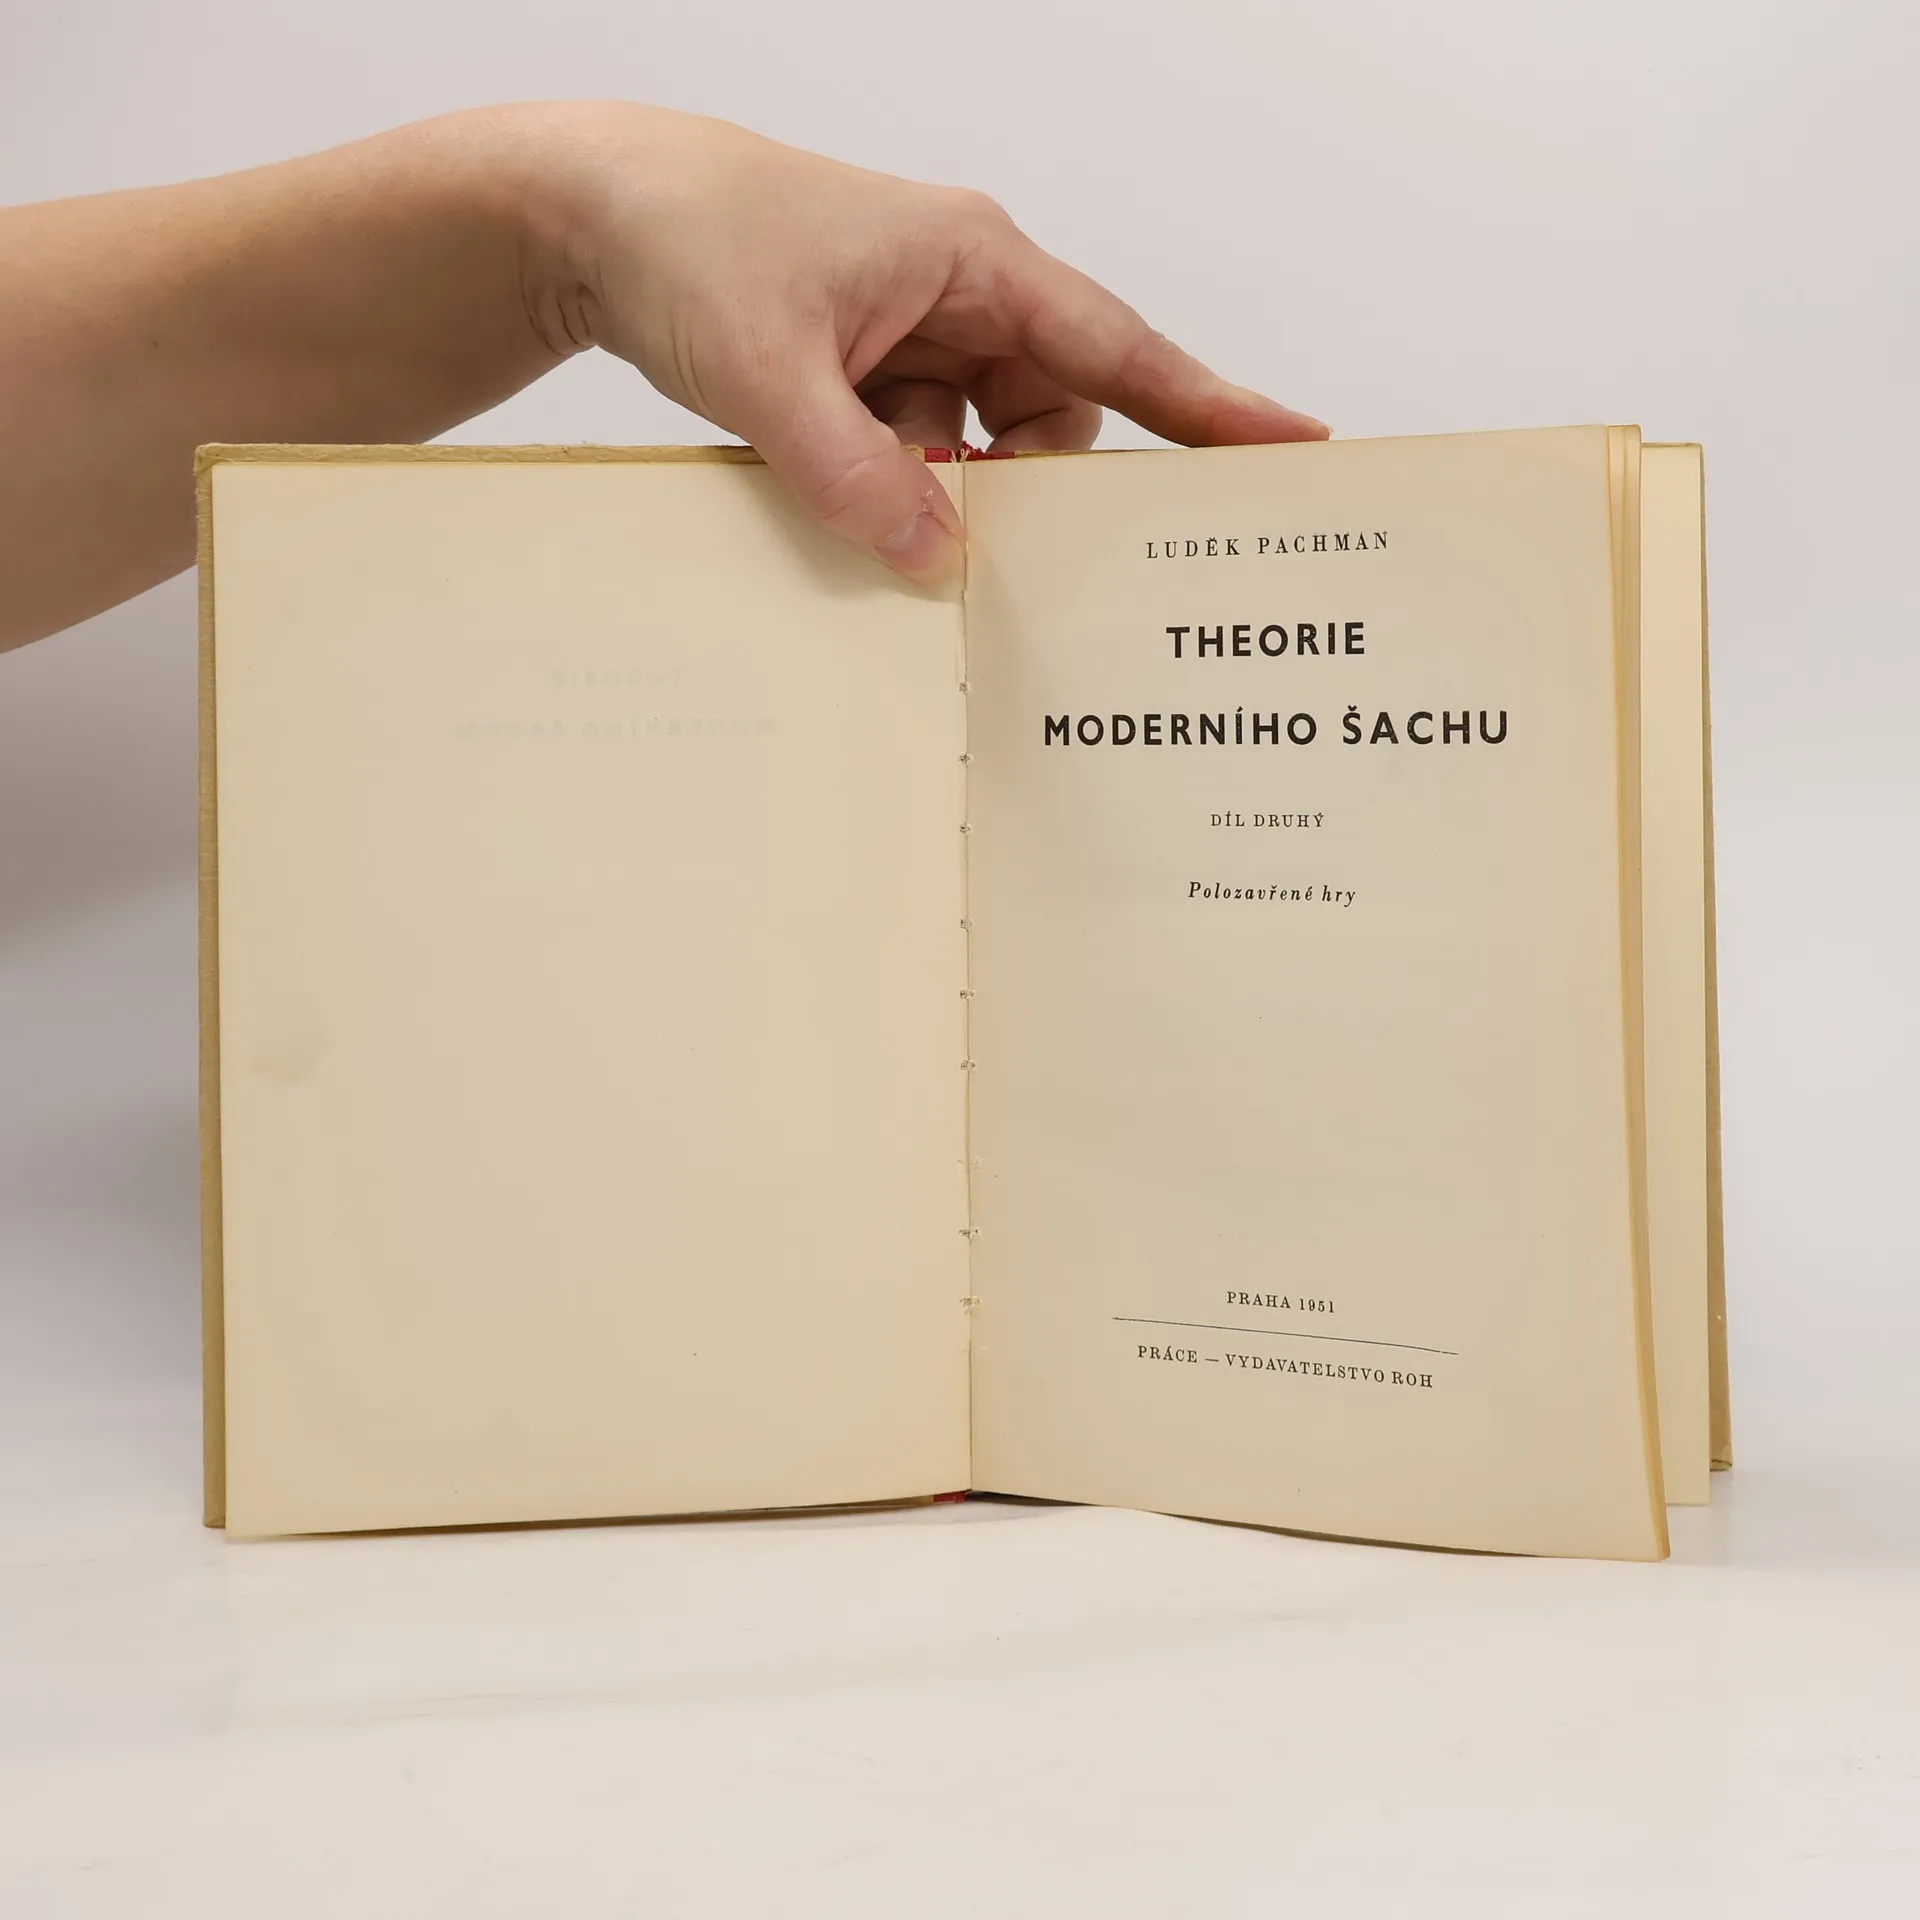 LUDĚK PACHMAN
THEORIE
MODERNÍHO ŠACHU
DÍL DRUHÝ
Polozavřené hry
PRAHA 1951
PRÁCE — VYDAVATELSTVO ROH